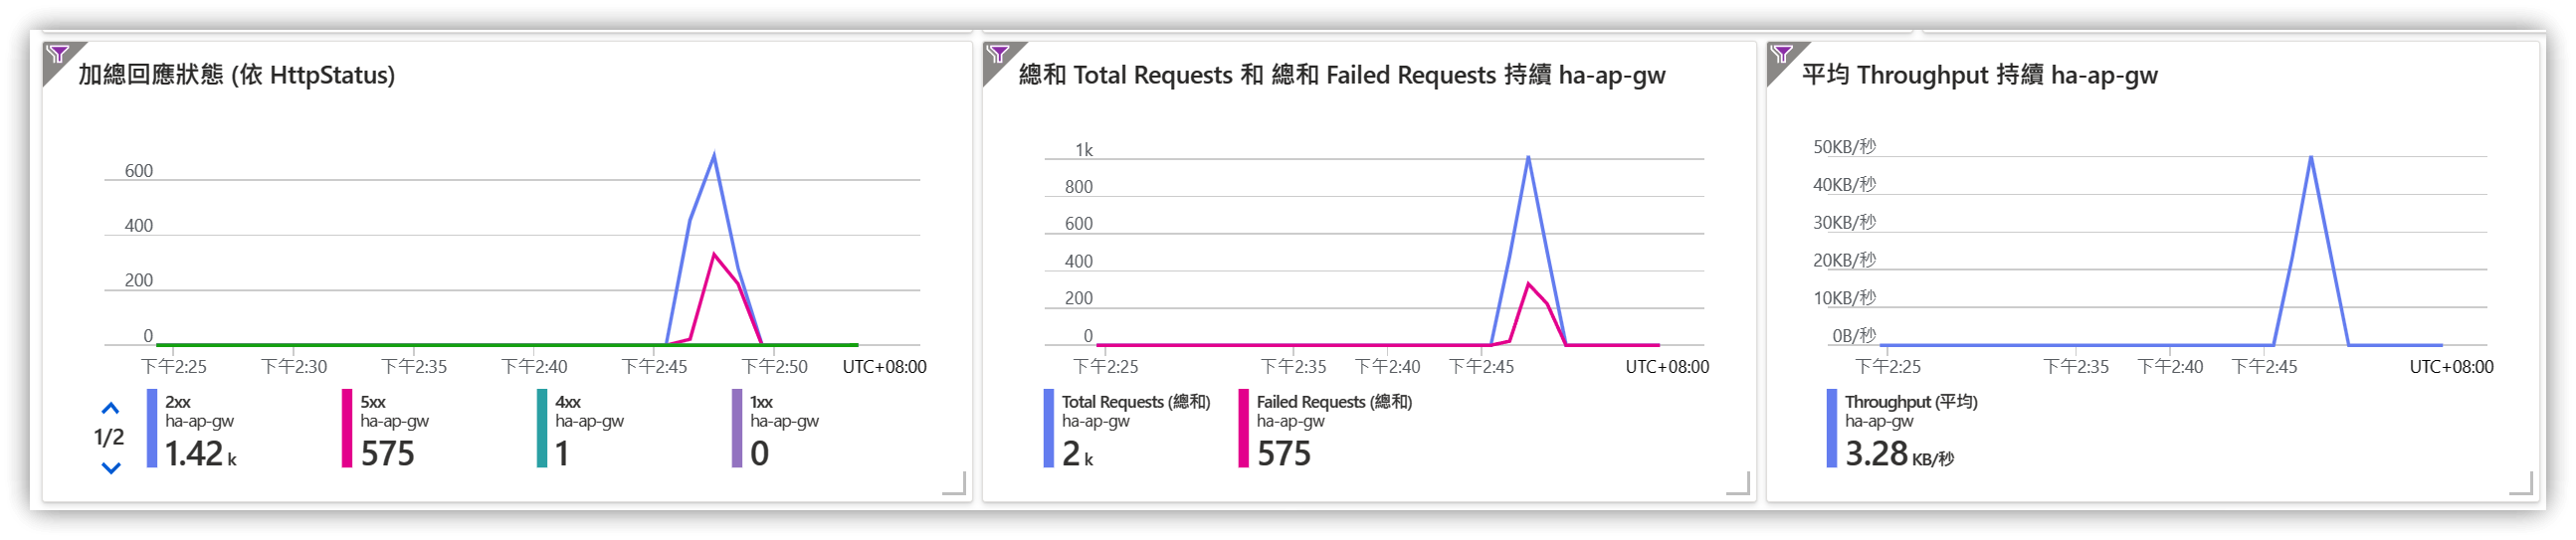 加總回應狀態 (依 HttpStatus)
600
400
200
0
下午2:25 下午2:30 下午2:35 下午2:40 下午2:45 下午2:50 UTC+08:00
1/2
2xx
ha-ap-gw
1.42 k
5xx
ha-ap-gw
575
4xx
ha-ap-gw
1
1xx
ha-ap-gw
0
總和 Total Requests 和 總和 Failed Requests 持續 ha-ap-gw
1k
800
600
400
200
0
下午2:25 下午2:35 下午2:40 下午2:45 UTC+08:00
Total Requests (總和)
ha-ap-gw
2 k
Failed Requests (總和)
ha-ap-gw
575
平均 Throughput 持續 ha-ap-gw
50KB/秒
40KB/秒
30KB/秒
20KB/秒
10KB/秒
0B/秒
下午2:25 下午2:35 下午2:40 下午2:45 UTC+08:00
Throughput (平均)
ha-ap-gw
3.28 KB/秒